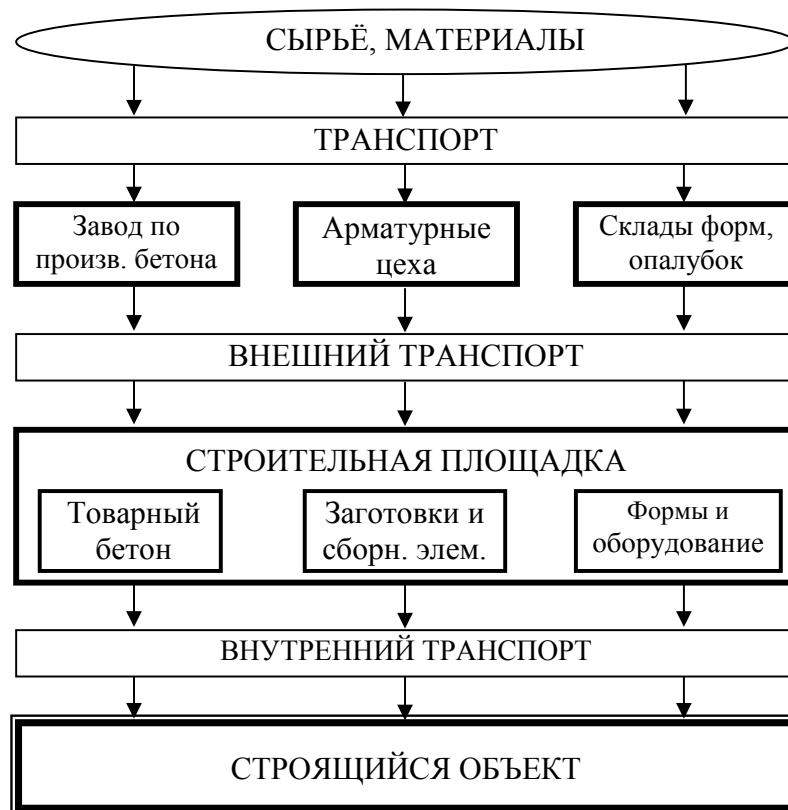 СЫРЬЁ, МАТЕРИАЛЫ
ТРАНСПОРТ
Завод по
произв. бетона
Арматурные
цеха
Склады форм,
опалубок
ВНЕШНИЙ ТРАНСПОРТ
СТРОИТЕЛЬНАЯ ПЛОЩАДКА
Товарный
бетон
Заготовки и
сборн. элем.
Формы и
оборудование
ВНУТРЕННИЙ ТРАНСПОРТ
СТРОЯЩИЙСЯ ОБЪЕКТ